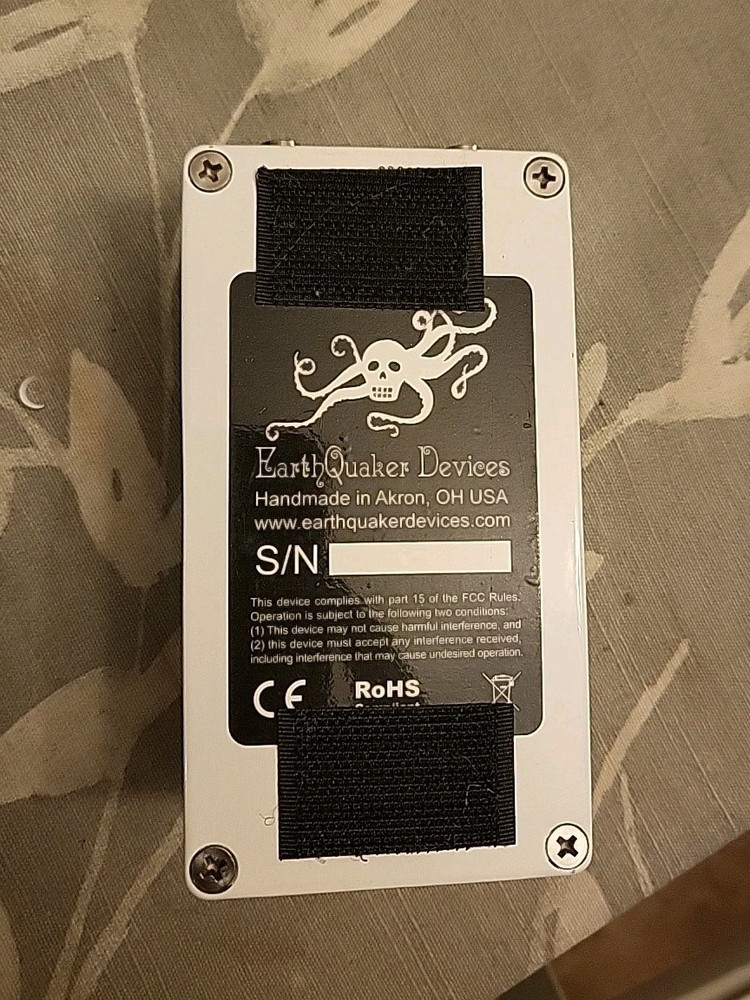 EarthQuaker Devices
Handmade in Akron, OH USA
www.earthquakerdevices.com
S/N
This device complies with part 15 of the FCC Rules.
Operation is subject to the following two conditions:
(1) This device may not cause harmful interference, and
(2) this device must accept any interference received,
including interference that may cause undesired operation.
CE RoHS